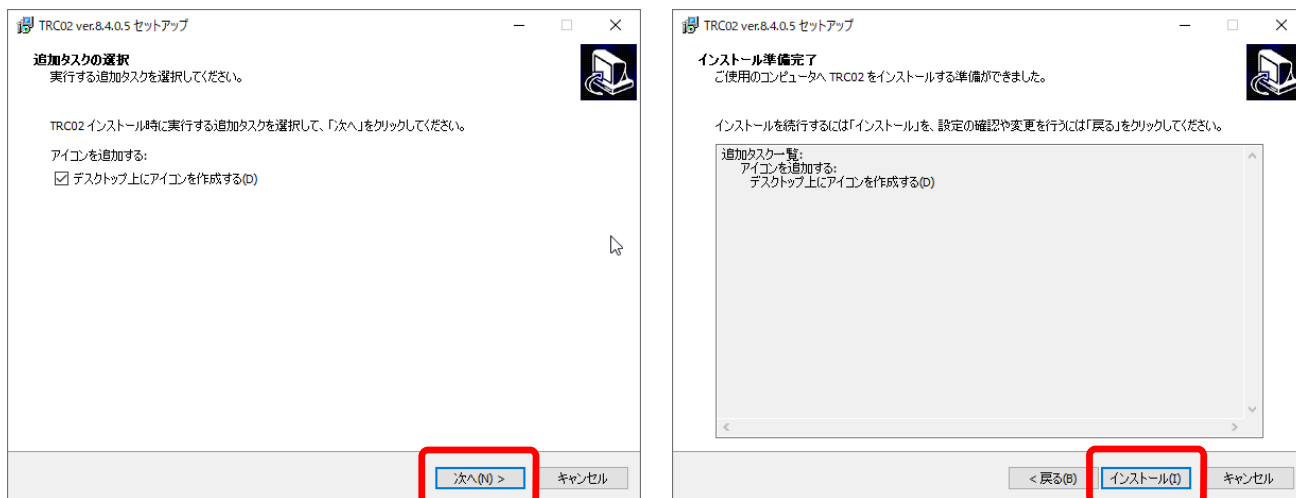 TRC02 ver.8.4.0.5 セットアップ
追加タスクの選択
実行する追加タスクを選択してください。
TRC02 インストール時に実行する追加タスクを選択して、「次へ」をクリックしてください。
アイコンを追加する:
デスクトップ上にアイコンを作成する(D)
次へ(N) >
キャンセル
TRC02 ver.8.4.0.5 セットアップ
インストール準備完了
ご使用のコンピュータへ TRC02 をインストールする準備ができました。
インストールを続行するには「インストール」を、設定の確認や変更を行うには「戻る」をクリックしてください。
追加タスク一覧:
アイコンを追加する:
デスクトップ上にアイコンを作成する(D)
< 戻る(B)
インストール(I)
キャンセル